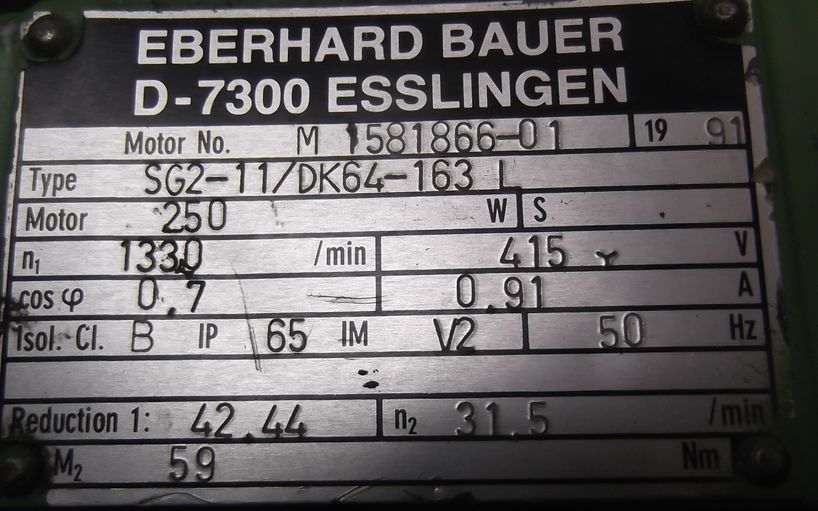 EBERHARD BAUER
D-7300 ESSLINGEN
Motor No. M 1581866-01 19 91
Type SG2-11/DK64-163 L
Motor 250 W S
n₁ 1330 /min 415 Y V
cos φ 0.7 0.91 A
Isol. Cl. B IP 65 IM V2 50 Hz
Reduction 1: 42.44 n₂ 31.5 /min
M₂ 59 Nm